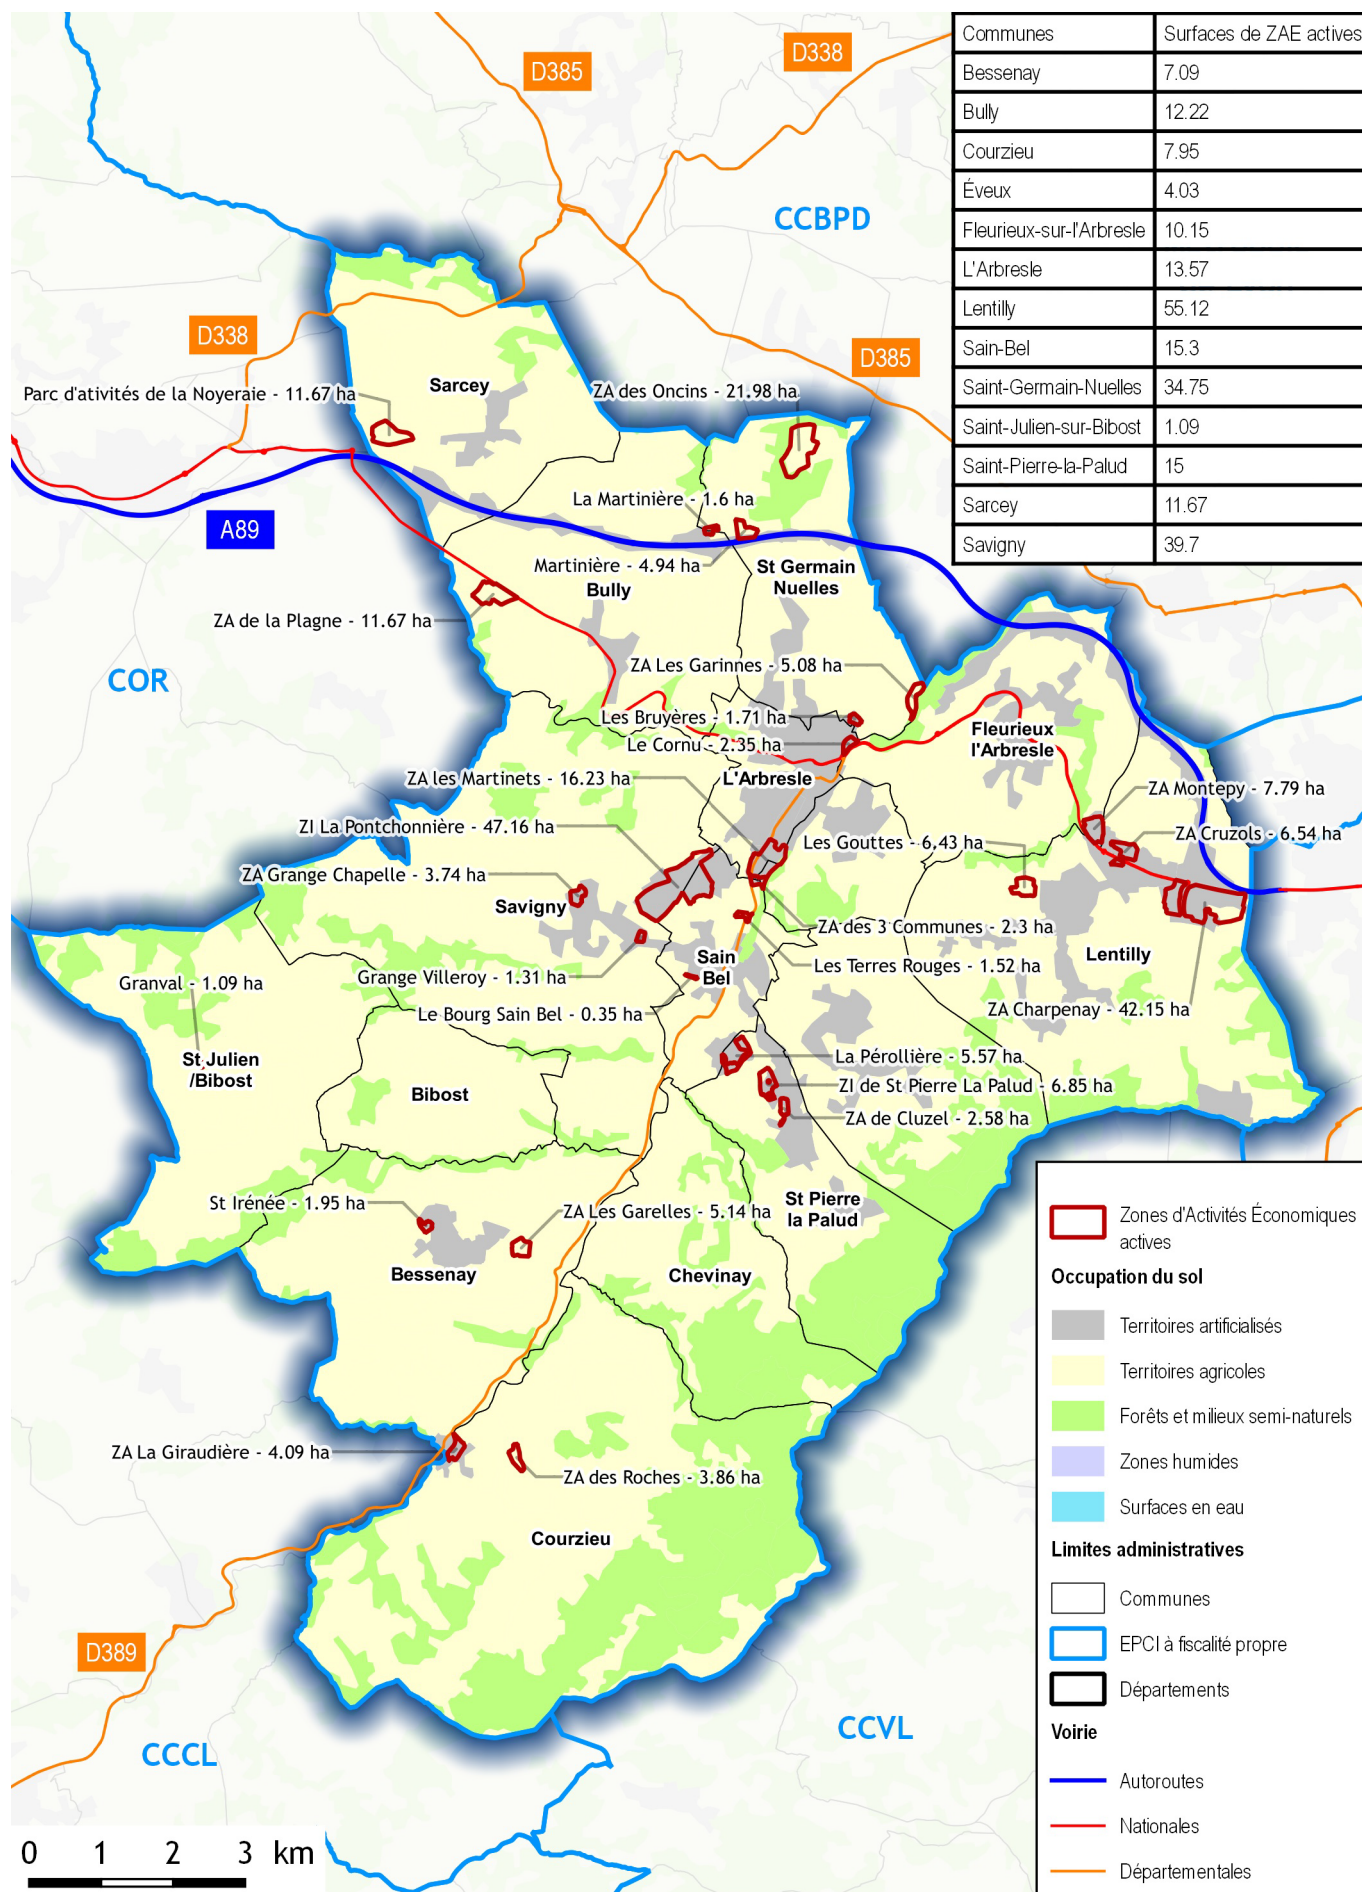 Communes Surfaces de ZAE actives
Bessenay 7.09
Bully 12.22
Courzieu 7.95
Éveux 4.03
Fleurieux-sur-l'Arbresle 10.15
L'Arbresle 13.57
Lentilly 55.12
Sain-Bel 15.3
Saint-Germain-Nuelles 34.75
Saint-Julien-sur-Bibost 1.09
Saint-Pierre-la-Palud 15
Sarcey 11.67
Savigny 39.7
D338
D385
CCBPD
D338
D385
Sarcey
Parc d'ativités de la Noyeraie - 11.67 ha
ZA des Oncins - 21.98 ha
A89
La Martinière - 1.6 ha
Martinière - 4.94 ha
St Germain
Nuelles
Bully
ZA de la Plagne - 11.67 ha
COR
ZA Les Garinnes - 5.08 ha
Les Bruyères - 1.71 ha
Le Cornu - 2.35 ha
Fleurieux
l'Arbresle
L'Arbresle
ZA les Martinets - 16.23 ha
ZA Montepy - 7.79 ha
ZI La Pontchonnière - 47.16 ha
ZA Cruzols - 6.54 ha
Les Gouttes - 6.43 ha
ZA Grange Chapelle - 3.74 ha
Savigny
ZA des 3 Communes - 2.3 ha
Lentilly
Sain
Bel
Les Terres Rouges - 1.52 ha
Grange Villeroy - 1.31 ha
Granval - 1.09 ha
ZA Charpenay - 42.15 ha
Le Bourg Sain Bel - 0.35 ha
St Julien
/Bibost
La Pérollière - 5.57 ha
ZI de St Pierre La Palud - 6.85 ha
Bibost
ZA de Cluzel - 2.58 ha
St Irénée - 1.95 ha
ZA Les Garelles - 5.14 ha
St Pierre
la Palud
Bessenay
Chevinay
ZA La Giraudière - 4.09 ha
ZA des Roches - 3.86 ha
Courzieu
D389
CCCL
CCVL
0 1 2 3 km
Zones d'Activités Économiques
actives
Occupation du sol
Territoires artificialisés
Territoires agricoles
Forêts et milieux semi-naturels
Zones humides
Surfaces en eau
Limites administratives
Communes
EPCI à fiscalité propre
Départements
Voirie
Autoroutes
Nationales
Départementales